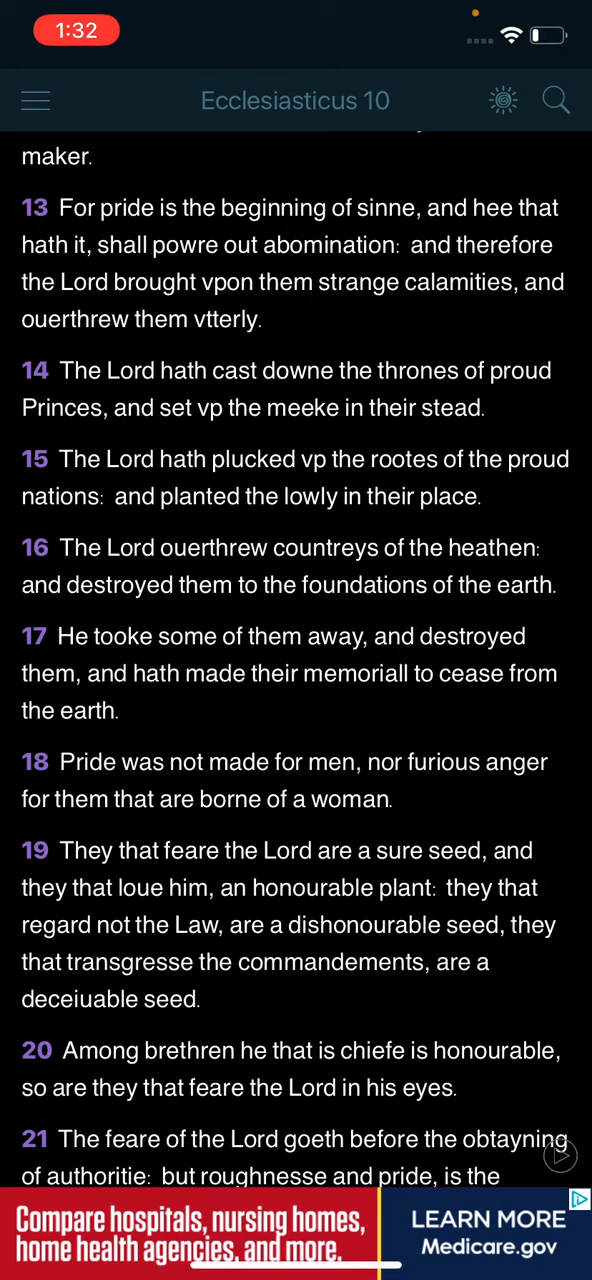 1:32
Ecclesiasticus 10
maker.
13 For pride is the beginning of sinne, and hee that
hath it, shall powre out abomination: and therefore
the Lord brought vpon them strange calamities, and
ouerthrew them vtterly.
14 The Lord hath cast downe the thrones of proud
Princes, and set vp the meeke in their stead.
15 The Lord hath plucked vp the rootes of the proud
nations: and planted the lowly in their place.
16 The Lord ouerthrew countreys of the heathen:
and destroyed them to the foundations of the earth.
17 He tooke some of them away, and destroyed
them, and hath made their memoriall to cease from
the earth.
18 Pride was not made for men, nor furious anger
for them that are borne of a woman.
19 They that feare the Lord are a sure seed, and
they that loue him, an honourable plant: they that
regard not the Law, are a dishonourable seed, they
that transgresse the commandements, are a
deceiuable seed.
20 Among brethren he that is chiefe is honourable,
so are they that feare the Lord in his eyes.
21 The feare of the Lord goeth before the obtayning
of authoritie: but roughnesse and pride, is the
Compare hospitals, nursing homes,
home health agencies, and more.
LEARN MORE
Medicare.gov